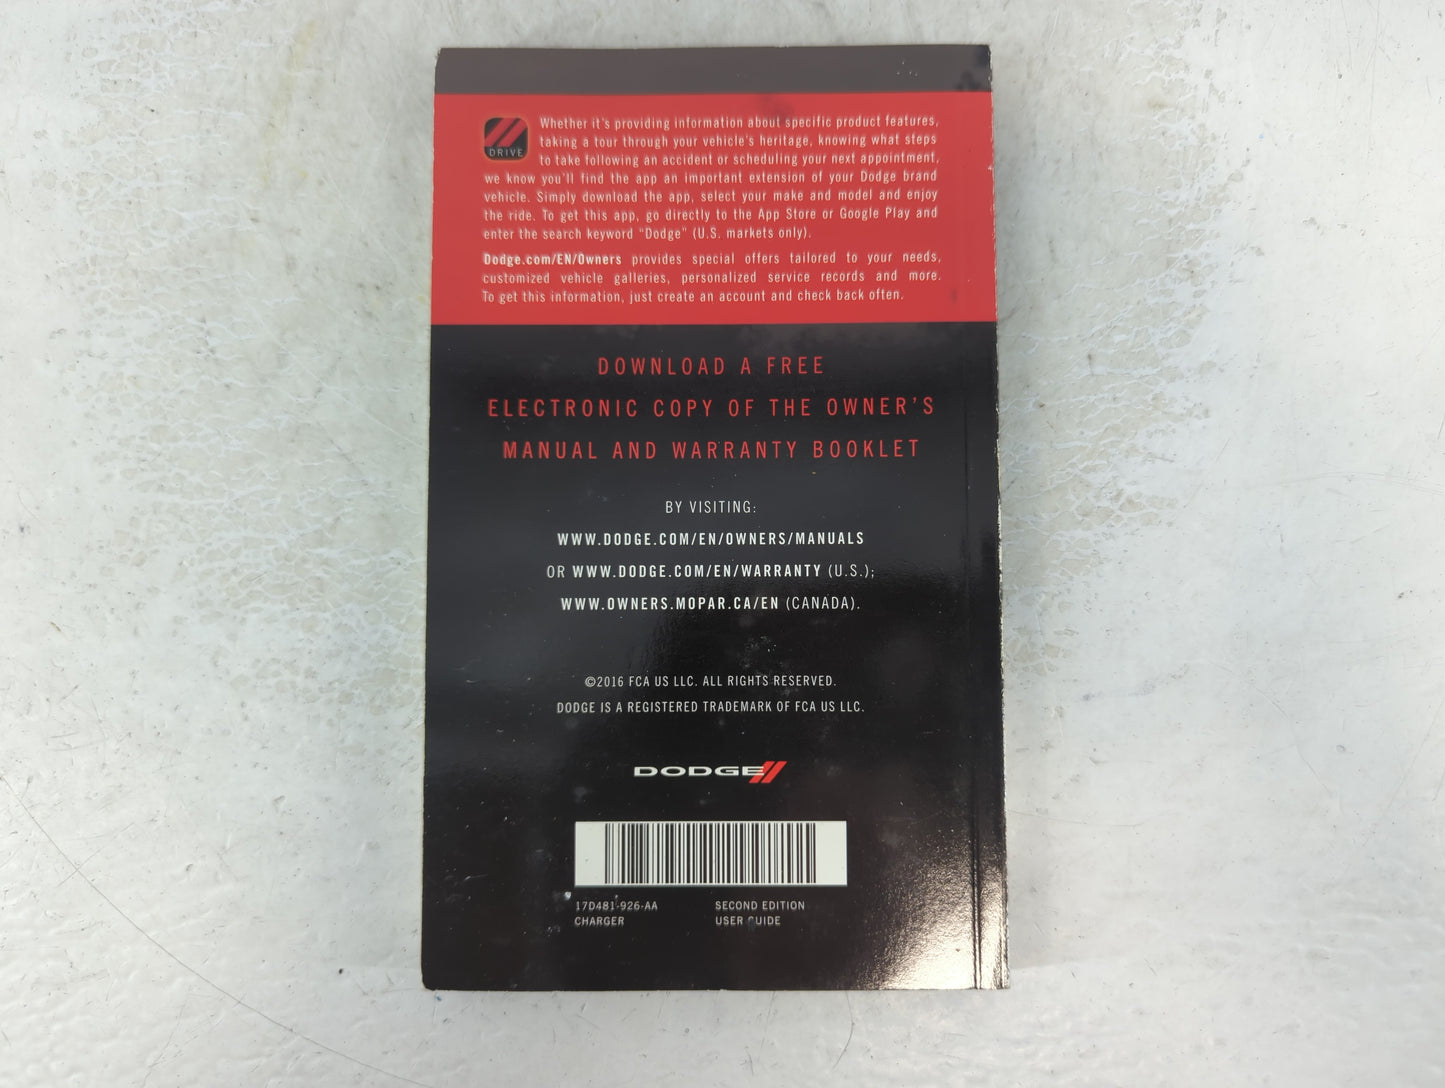 DRIVE
Whether it's providing information about specific product features,
taking a tour through your vehicle's heritage, knowing what steps
to take following an accident or scheduling your next appointment,
we know you'll find the app an important extension of your Dodge brand
vehicle. Simply download the app, select your make and model and enjoy
the ride. To get this app, go directly to the App Store or Google Play and
enter the search keyword "Dodge" (U.S. markets only).
Dodge.com/EN/Owners provides special offers tailored to your needs,
customized vehicle galleries, personalized service records and more.
To get this information, just create an account and check back often.
DOWNLOAD A FREE
ELECTRONIC COPY OF THE OWNER'S
MANUAL AND WARRANTY BOOKLET
BY VISITING:
WWW.DODGE.COM/EN/OWNERS/MANUALS
OR WWW.DODGE.COM/EN/WARRANTY (U.S.);
WWW.OWNERS.MOPAR.CA/EN (CANADA).
©2016 FCA US LLC. ALL RIGHTS RESERVED.
DODGE IS A REGISTERED TRADEMARK OF FCA US LLC.
DODGE
17D481-926-AA
CHARGER
SECOND EDITION
USER GUIDE